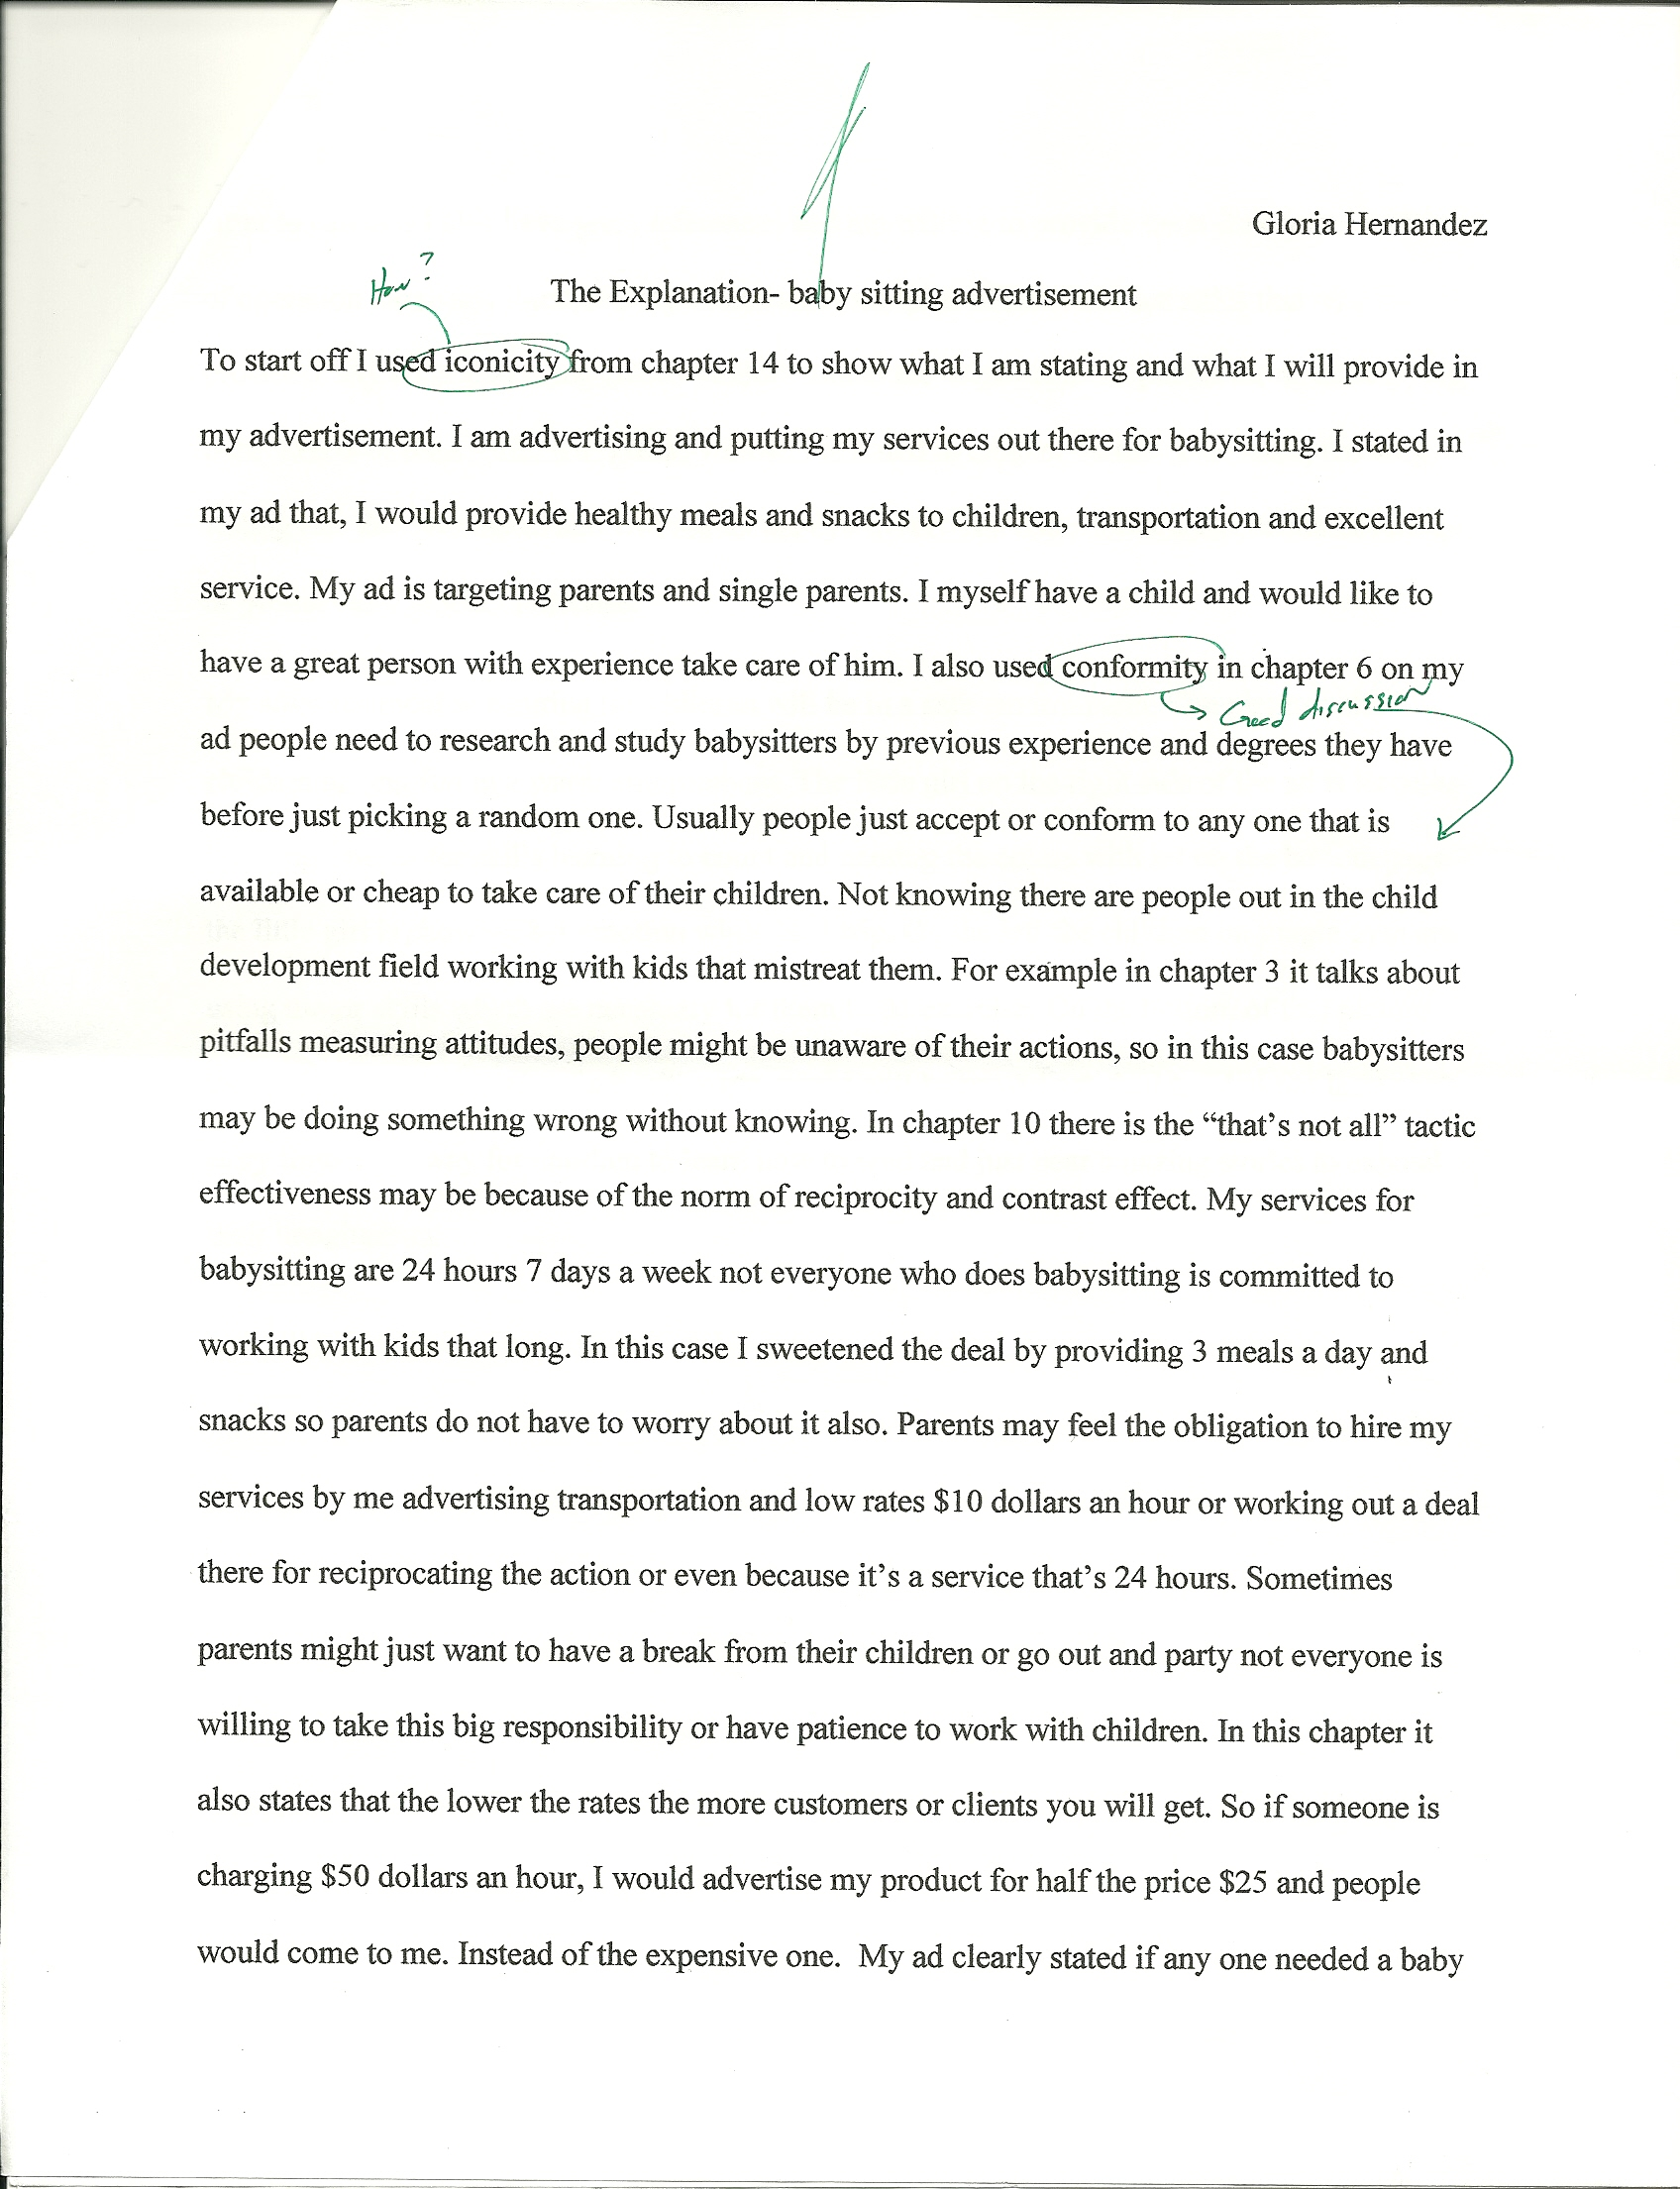 Gloria Hernandez
How?
The Explanation- baby sitting advertisement
To start off I used iconicity from chapter 14 to show what I am stating and what I will provide in
my advertisement. I am advertising and putting my services out there for babysitting. I stated in
my ad that, I would provide healthy meals and snacks to children, transportation and excellent
service. My ad is targeting parents and single parents. I myself have a child and would like to
have a great person with experience take care of him. I also used conformity in chapter 6 on my
Good discussion
ad people need to research and study babysitters by previous experience and degrees they have
before just picking a random one. Usually people just accept or conform to any one that is
available or cheap to take care of their children. Not knowing there are people out in the child
development field working with kids that mistreat them. For example in chapter 3 it talks about
pitfalls measuring attitudes, people might be unaware of their actions, so in this case babysitters
may be doing something wrong without knowing. In chapter 10 there is the “that’s not all” tactic
effectiveness may be because of the norm of reciprocity and contrast effect. My services for
babysitting are 24 hours 7 days a week not everyone who does babysitting is committed to
working with kids that long. In this case I sweetened the deal by providing 3 meals a day and
snacks so parents do not have to worry about it also. Parents may feel the obligation to hire my
services by me advertising transportation and low rates $10 dollars an hour or working out a deal
there for reciprocating the action or even because it’s a service that’s 24 hours. Sometimes
parents might just want to have a break from their children or go out and party not everyone is
willing to take this big responsibility or have patience to work with children. In this chapter it
also states that the lower the rates the more customers or clients you will get. So if someone is
charging $50 dollars an hour, I would advertise my product for half the price $25 and people
would come to me. Instead of the expensive one.  My ad clearly stated if any one needed a baby